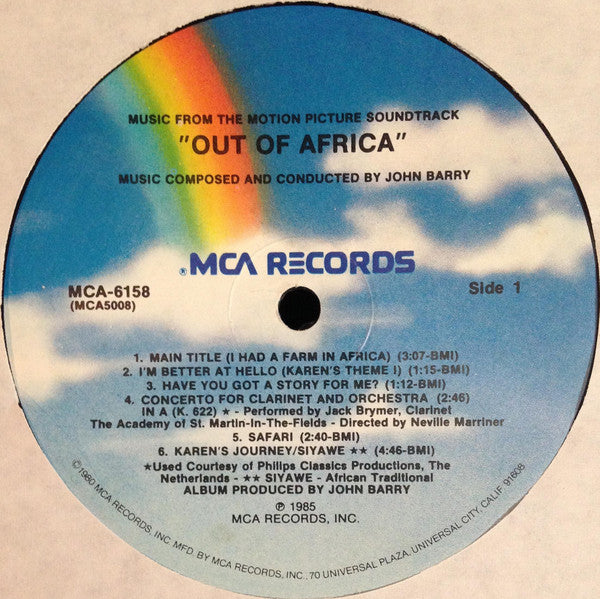 MUSIC FROM THE MOTION PICTURE SOUNDTRACK
"OUT OF AFRICA"
MUSIC COMPOSED AND CONDUCTED BY JOHN BARRY
®MCA RECORDS
MCA-6158
(MCA5008)
Side 1
1. MAIN TITLE (I HAD A FARM IN AFRICA) (3:07-BMI)
2. I'M BETTER AT HELLO (KAREN'S THEME I) (1:15-BMI)
3. HAVE YOU GOT A STORY FOR ME? (1:12-BMI)
4. CONCERTO FOR CLARINET AND ORCHESTRA (2:46)
IN A (K. 622) ★ - Performed by Jack Brymer, Clarinet
The Academy of St. Martin-In-The-Fields - Directed by Neville Marriner
5. SAFARI (2:40-BMI)
6. KAREN'S JOURNEY/SIYAWE ★★ (4:46-BMI)
★Used Courtesy of Philips Classics Productions, The
Netherlands - ★★ SIYAWE - African Traditional
ALBUM PRODUCED BY JOHN BARRY
℗ 1985
MCA RECORDS, INC.
©1980 MCA RECORDS, INC. MFD. BY MCA RECORDS, INC., 70 UNIVERSAL PLAZA, UNIVERSAL CITY, CALIF. 91608